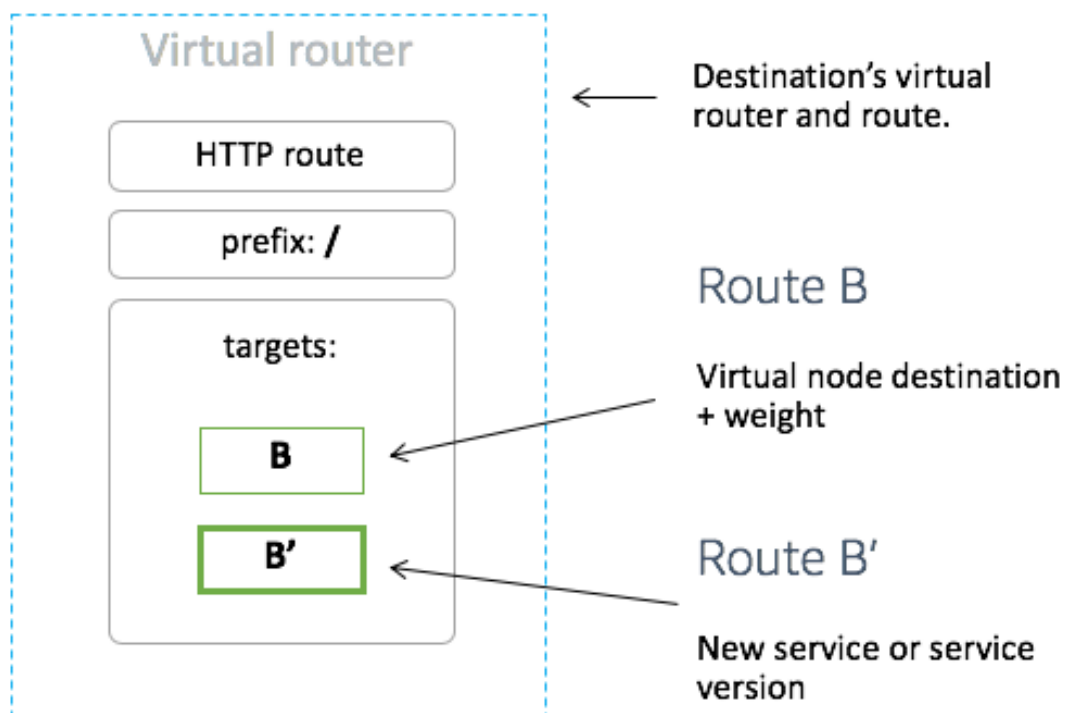 Virtual router
HTTP route
prefix: /
targets:
B
B′
Destination’s virtual
router and route.
Route B
Virtual node destination
+ weight
Route B′
New service or service
version